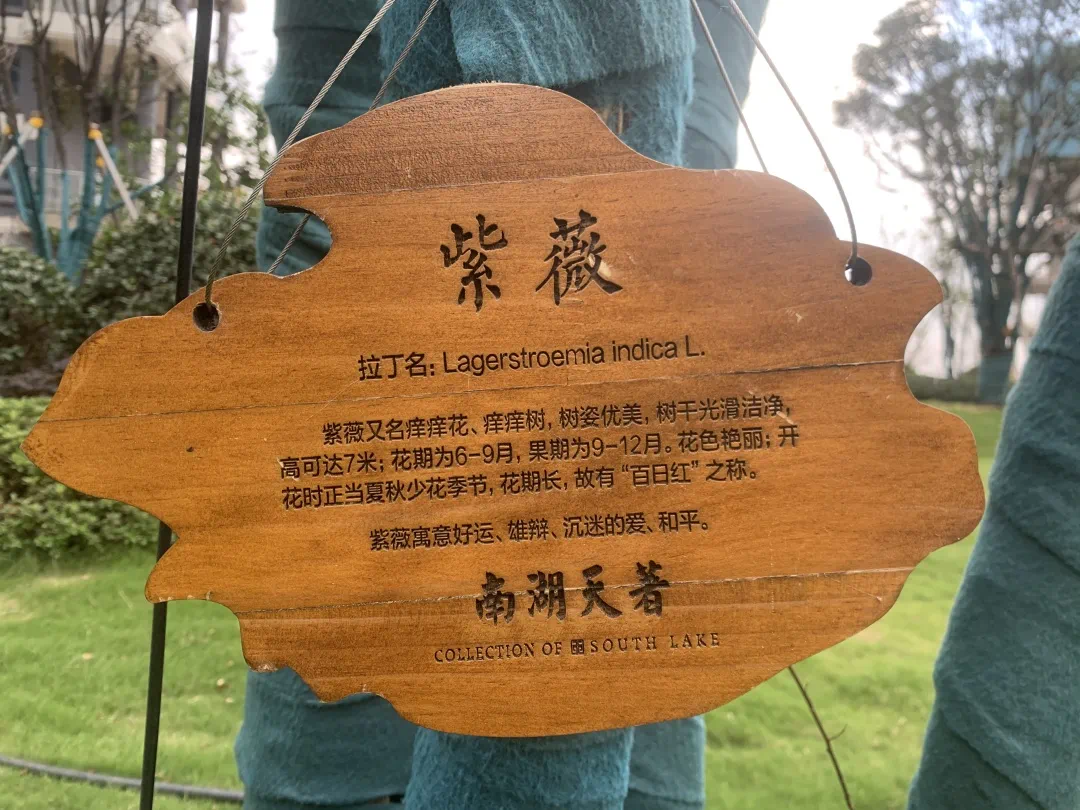 紫薇
拉丁名: Lagerstroemia indica L.
紫薇又名痒痒花、痒痒树, 树姿优美, 树干光滑洁净,
高可达7米; 花期为6-9月, 果期为9-12月。花色艳丽; 开
花时正当夏秋少花季节, 花期长, 故有“百日红”之称。
紫薇寓意好运、雄辩、沉迷的爱、和平。
南湖天著
COLLECTION OF SOUTH LAKE